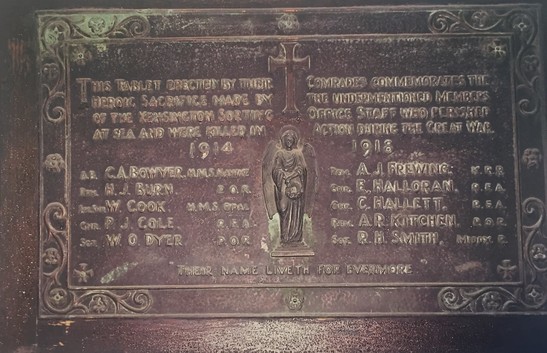 THIS TABLET ERECTED BY THEIR COMRADES COMMEMORATES THE
HEROIC SACRIFICE MADE BY THE UNDERMENTIONED MEMBERS
OF THE KENSINGTON SORTING OFFICE STAFF WHO PERISHED
AT SEA AND WERE KILLED IN ACTION DURING THE GREAT WAR.
1914 1918
A.B. C.A. BOWYER. H.M.S. A.J. FREWING.
H.J. BURN. E. HALLORAN. R.F.A.
W. COOK. H.M.S. C. HALLETT. R.F.A.
P.J. COLE. A.R. KITCHEN.
W.O. DYER. R.H. SMITH.
THEIR NAME LIVETH FOR EVERMORE